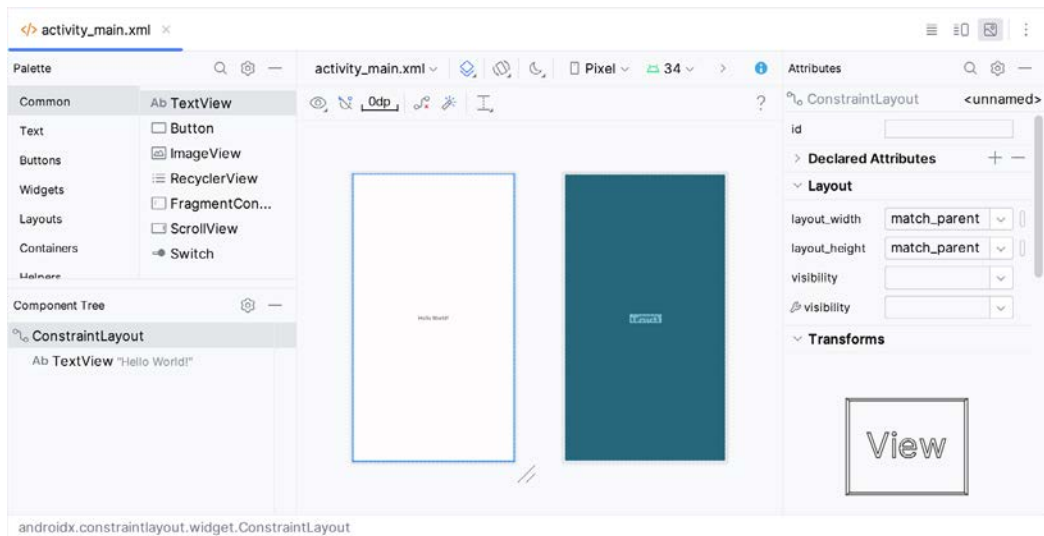 </> activity_main.xml ×
Palette
Common
Text
Buttons
Widgets
Layouts
Containers
Helpers
Ab TextView
Button
ImageView
RecyclerView
FragmentCon...
ScrollView
Switch
Component Tree
ConstraintLayout
Ab TextView "Hello World!"
activity_main.xml
Pixel
34
0dp
?
Hello World!
Attributes
ConstraintLayout <unnamed>
id
Declared Attributes
Layout
layout_width match_parent
layout_height match_parent
visibility
visibility
Transforms
View
androidx.constraintlayout.widget.ConstraintLayout